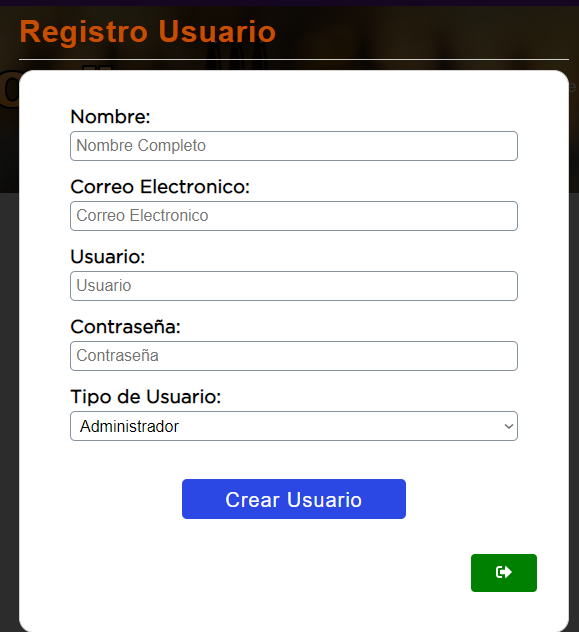 Registro Usuario
Nombre:
Nombre Completo
Correo Electronico:
Correo Electronico
Usuario:
Usuario
Contraseña:
Contraseña
Tipo de Usuario:
Administrador
Crear Usuario